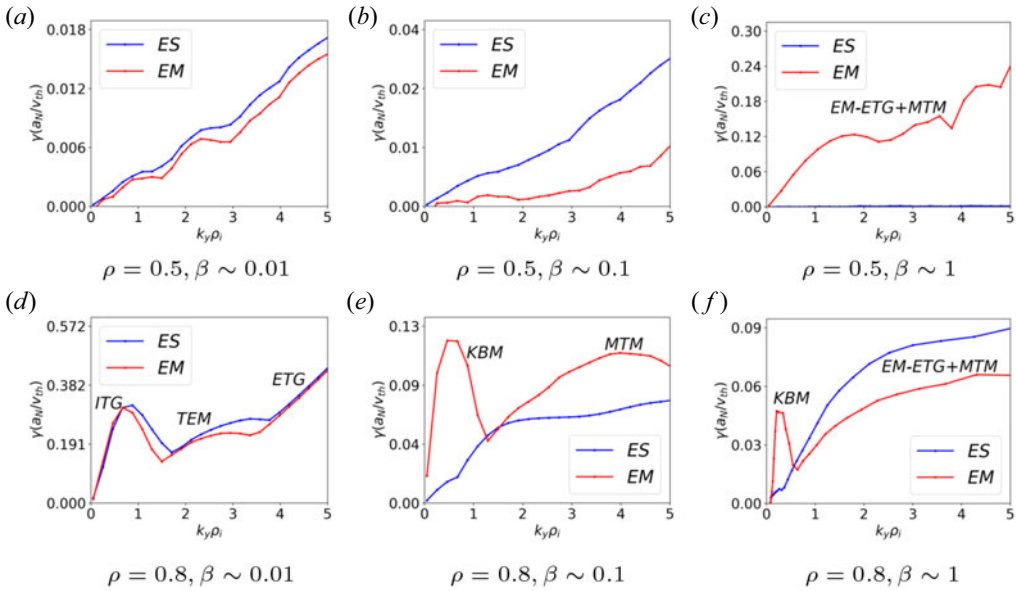 (a)
0.018
0.012
0.006
0.000
γ(a_N/v_th)
ES
EM
0 1 2 3 4 5
k_yρ_i
ρ = 0.5, β ∼ 0.01
(b)
0.04
0.02
0.01
0.00
γ(a_N/v_th)
ES
EM
0 1 2 3 4 5
k_yρ_i
ρ = 0.5, β ∼ 0.1
(c)
0.30
0.24
0.18
0.12
0.06
0.00
γ(a_N/v_th)
ES
EM
EM-ETG+MTM
0 1 2 3 4 5
k_yρ_i
ρ = 0.5, β ∼ 1
(d)
0.572
0.382
0.191
0.000
γ(a_N/v_th)
ES
EM
ITG
TEM
ETG
0 1 2 3 4 5
k_yρ_i
ρ = 0.8, β ∼ 0.01
(e)
0.13
0.09
0.04
0.00
γ(a_N/v_th)
KBM
MTM
ES
EM
0 1 2 3 4 5
k_yρ_i
ρ = 0.8, β ∼ 0.1
(f)
0.09
0.06
0.03
0.00
γ(a_N/v_th)
KBM
EM-ETG+MTM
ES
EM
0 1 2 3 4 5
k_yρ_i
ρ = 0.8, β ∼ 1